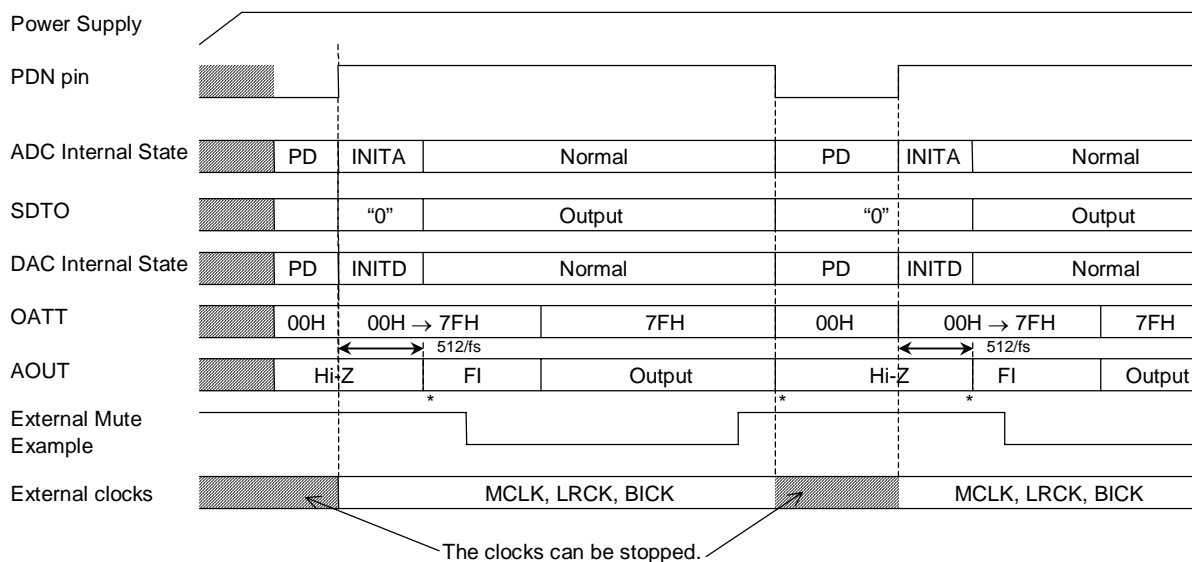 Power Supply
PDN pin
ADC Internal State PD INITA Normal PD INITA Normal
SDTO “0” Output “0” Output
DAC Internal State PD INITD Normal PD INITD Normal
OATT 00H 00H → 7FH 7FH 00H 00H → 7FH 7FH
512/fs 512/fs
AOUT Hi-Z FI Output Hi-Z FI Output
* * *
External Mute
Example
External clocks MCLK, LRCK, BICK MCLK, LRCK, BICK
The clocks can be stopped.